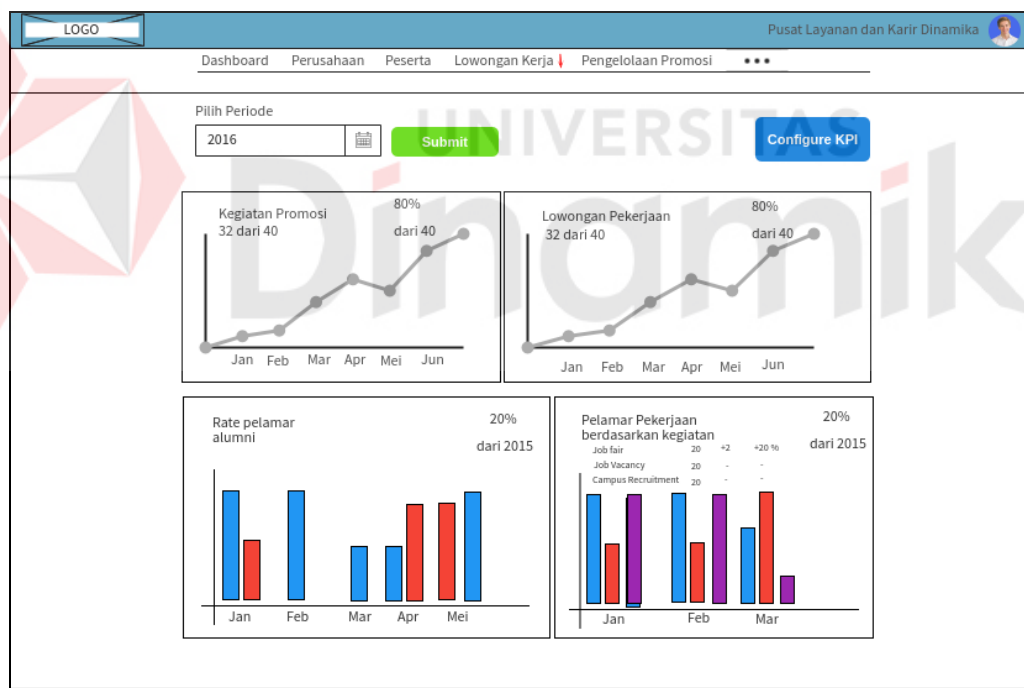 LOGO
Pusat Layanan dan Karir Dinamika
Dashboard Perusahaan Peserta Lowongan Kerja Pengelolaan Promosi
Pilih Periode
2016
Submit
Configure KPI
UNIVERSITAS
Dinamika
Kegiatan Promosi
32 dari 40
80%
dari 40
Jan Feb Mar Apr Mei Jun
Lowongan Pekerjaan
32 dari 40
80%
dari 40
Jan Feb Mar Apr Mei Jun
Rate pelamar
alumni
20%
dari 2015
Jan Feb Mar Apr Mei
Pelamar Pekerjaan
berdasarkan kegiatan
20%
dari 2015
Job fair 20 +2 +20 %
Job Vacancy 20 - -
Campus Recruitment 20 - -
Jan Feb Mar